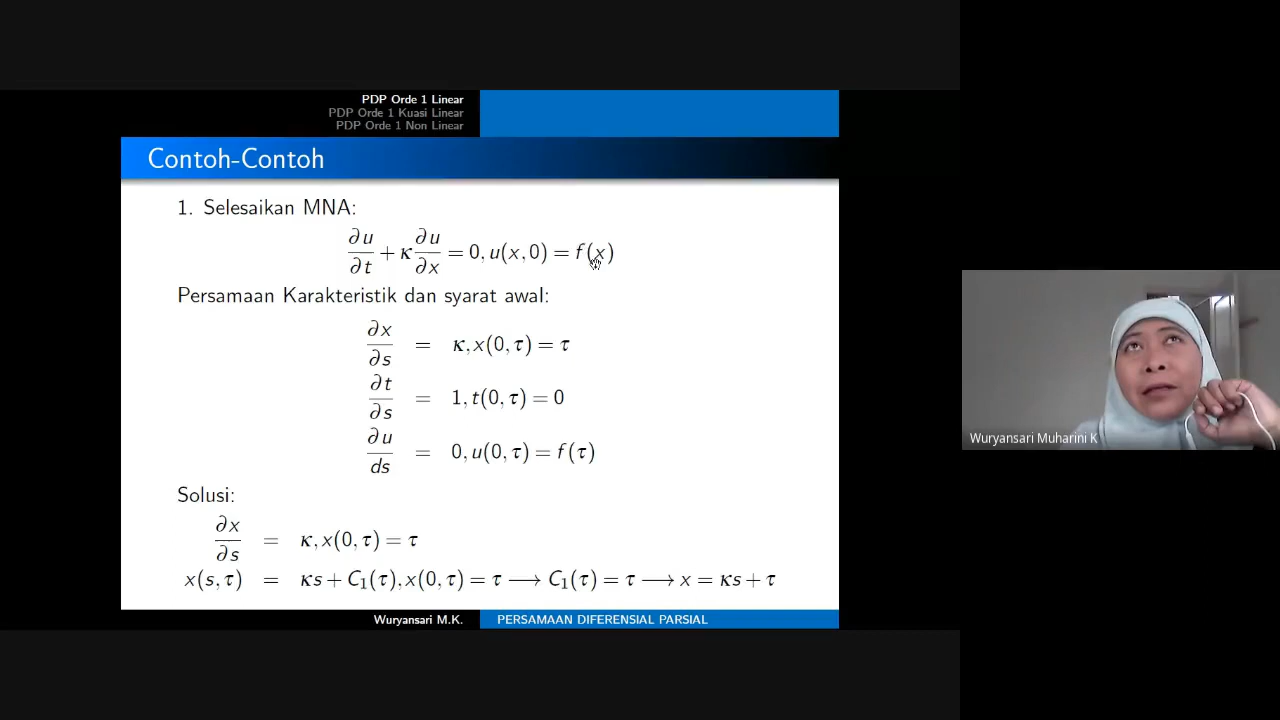 PDP Orde 1 Linear
PDP Orde 1 Kuasi Linear
PDP Orde 1 Non Linear
Contoh-Contoh
1. Selesaikan MNA:
∂u/∂t + κ ∂u/∂x = 0, u(x, 0) = f(x)
Persamaan Karakteristik dan syarat awal:
∂x/∂s = κ, x(0, τ) = τ
∂t/∂s = 1, t(0, τ) = 0
∂u/ds = 0, u(0, τ) = f(τ)
Solusi:
∂x/∂s = κ, x(0, τ) = τ
x(s, τ) = κs + C₁(τ), x(0, τ) = τ ⟶ C₁(τ) = τ ⟶ x = κs + τ
Wuryansari M.K. PERSAMAAN DIFERENSIAL PARSIAL
Wuryansari Muharini K